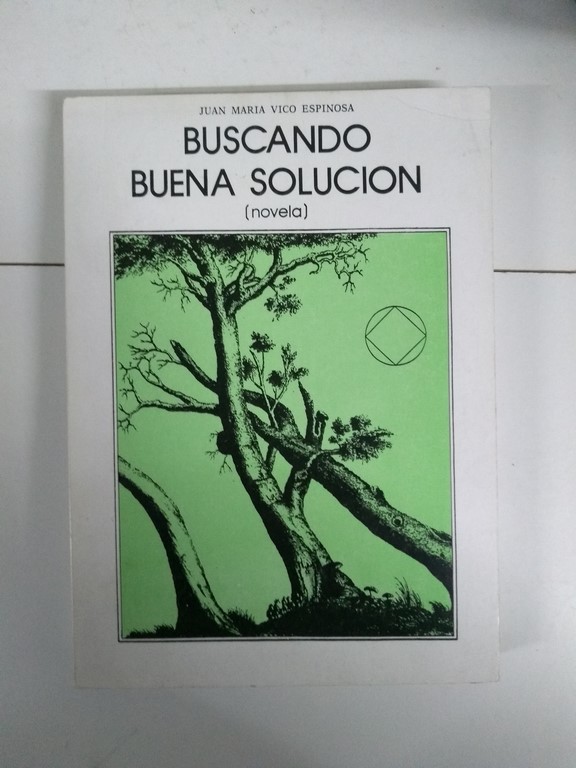 JUAN MARIA VICO ESPINOSA
BUSCANDO
BUENA SOLUCION
(novela)